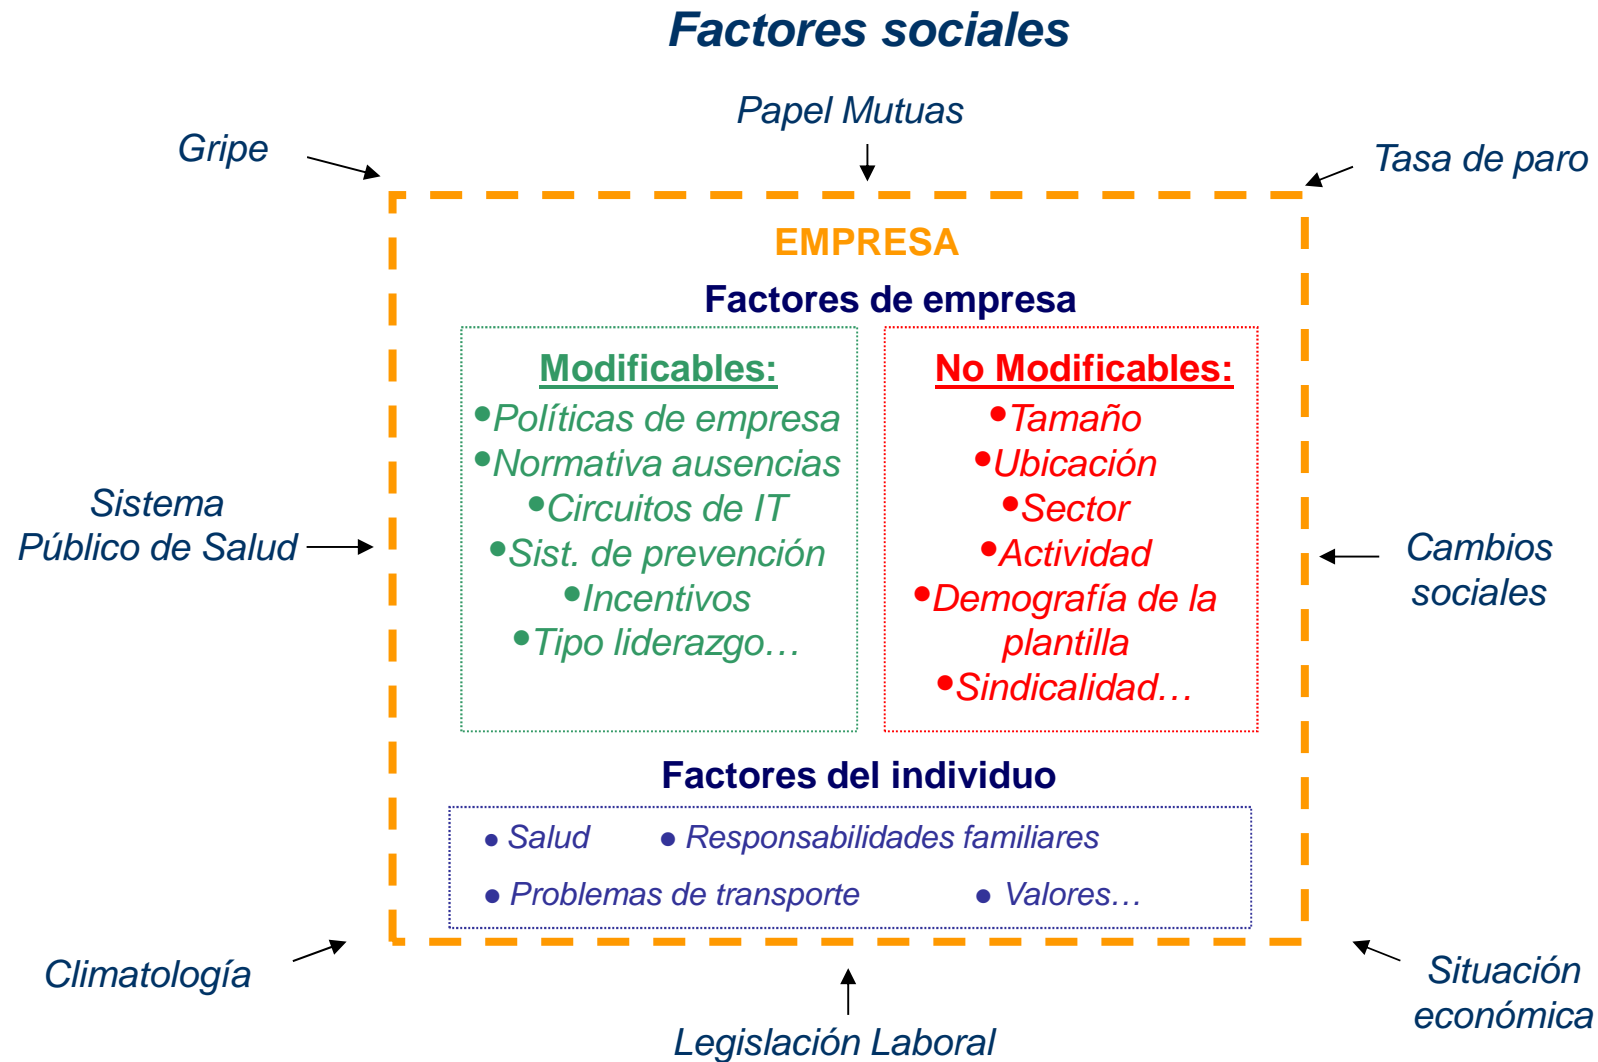 Factores sociales
Papel Mutuas
Gripe
Tasa de paro
EMPRESA
Factores de empresa
Modificables:
•Políticas de empresa
•Normativa ausencias
•Circuitos de IT
•Sist. de prevención
•Incentivos
•Tipo liderazgo…
No Modificables:
•Tamaño
•Ubicación
•Sector
•Actividad
•Demografía de la
plantilla
•Sindicalidad…
Sistema
Público de Salud
Cambios
sociales
Factores del individuo
• Salud • Responsabilidades familiares
• Problemas de transporte • Valores…
Climatología
Situación
económica
Legislación Laboral